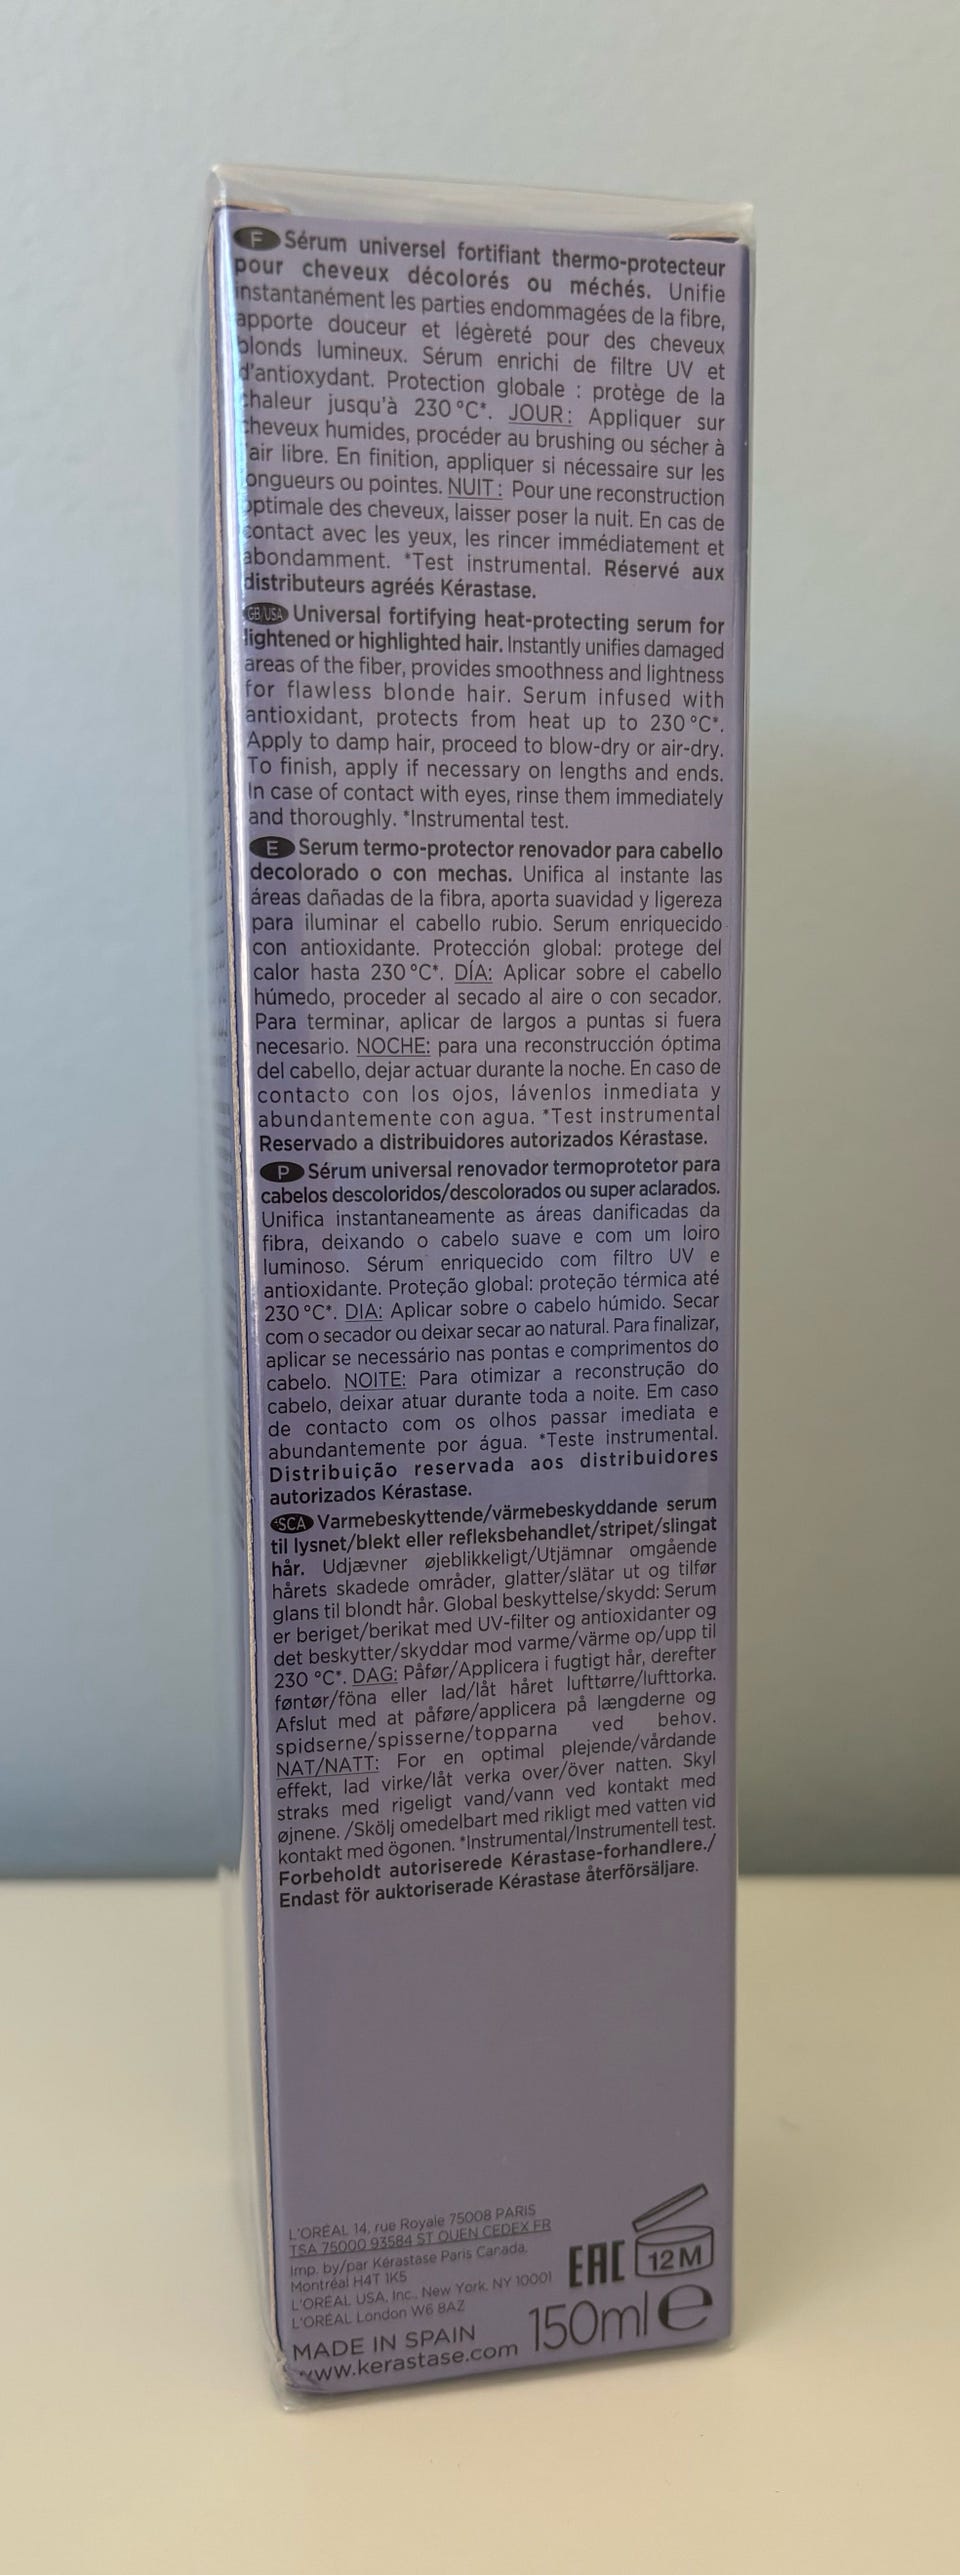 F Sérum universel fortifiant thermo-protecteur
pour cheveux décolorés ou méchés. Unifie
instantanément les parties endommagées de la fibre,
apporte douceur et légèreté pour des cheveux
blonds lumineux. Sérum enrichi de filtre UV et
d'antioxydant. Protection globale : protège de la
chaleur jusqu'à 230 °C*. JOUR : Appliquer sur
cheveux humides, procéder au brushing ou sécher à
l'air libre. En finition, appliquer si nécessaire sur les
longueurs ou pointes. NUIT : Pour une reconstruction
optimale des cheveux, laisser poser la nuit. En cas de
contact avec les yeux, les rincer immédiatement et
abondamment. *Test instrumental. Réservé aux
distributeurs agréés Kérastase.
GB/USA Universal fortifying heat-protecting serum for
lightened or highlighted hair. Instantly unifies damaged
areas of the fiber, provides smoothness and lightness
for flawless blonde hair. Serum infused with
antioxidant, protects from heat up to 230 °C*.
Apply to damp hair, proceed to blow-dry or air-dry.
To finish, apply if necessary on lengths and ends.
In case of contact with eyes, rinse them immediately
and thoroughly. *Instrumental test.
E Serum termo-protector renovador para cabello
decolorado o con mechas. Unifica al instante las
áreas dañadas de la fibra, aporta suavidad y ligereza
para iluminar el cabello rubio. Serum enriquecido
con antioxidante. Protección global: protege del
calor hasta 230 °C*. DÍA: Aplicar sobre el cabello
húmedo, proceder al secado al aire o con secador.
Para terminar, aplicar de largos a puntas si fuera
necesario. NOCHE: para una reconstrucción óptima
del cabello, dejar actuar durante la noche. En caso de
contacto con los ojos, lávenlos inmediata y
abundantemente con agua. *Test instrumental
Reservado a distribuidores autorizados Kérastase.
P Sérum universal renovador termoprotetor para
cabelos descoloridos/descolorados ou super aclarados.
Unifica instantaneamente as áreas danificadas da
fibra, deixando o cabelo suave e com um loiro
luminoso. Sérum enriquecido com filtro UV e
antioxidante. Proteção global: proteção térmica até
230 °C*. DIA: Aplicar sobre o cabelo húmido. Secar
com o secador ou deixar secar ao natural. Para finalizar,
aplicar se necessário nas pontas e comprimentos do
cabelo. NOITE: Para otimizar a reconstrução do
cabelo, deixar atuar durante toda a noite. Em caso
de contacto com os olhos passar imediata e
abundantemente por água. *Teste instrumental.
Distribuição reservada aos distribuidores
autorizados Kérastase.
SCA Varmebeskyttende/värmebeskyddande serum
til lysnet/blekt eller refleksbehandlet/stripet/slingat
hår. Udjævner øjeblikkeligt/Utjämnar omgående
hårets skadede områder, glatter/slätar ut og tilfør
glans til blondt hår. Global beskyttelse/skydd: Serum
er beriget/berikat med UV-filter og antioxidanter og
det beskytter/skyddar mod varme/värme op/upp til
230 °C*. DAG: Påfør/Applicera i fugtigt hår, derefter
føntør/föna eller lad/låt håret lufttørre/lufttorka.
Afslut med at påføre/applicera på længderne og
spidserne/spisserne/topparna ved behov.
NAT/NATT: For en optimal plejende/vårdande
effekt, lad virke/låt verka over/över natten. Skyl
straks med rigeligt vand/vann ved kontakt med
øjnene. /Skölj omedelbart med rikligt med vatten vid
kontakt med ögonen. *Instrumental/Instrumentell test.
Forbeholdt autoriserede Kérastase-forhandlere./
Endast för auktoriserade Kérastase återförsäljare.
L'ORÉAL 14, rue Royale 75008 PARIS
TSA 75000 93584 ST OUEN CEDEX FR
Imp. by/par Kérastase Paris Canada,
Montréal H4T 1K5
L'ORÉAL USA, Inc., New York, NY 10001
L'ORÉAL London W6 8AZ
MADE IN SPAIN
www.kerastase.com
EAC
12 M
150ml e